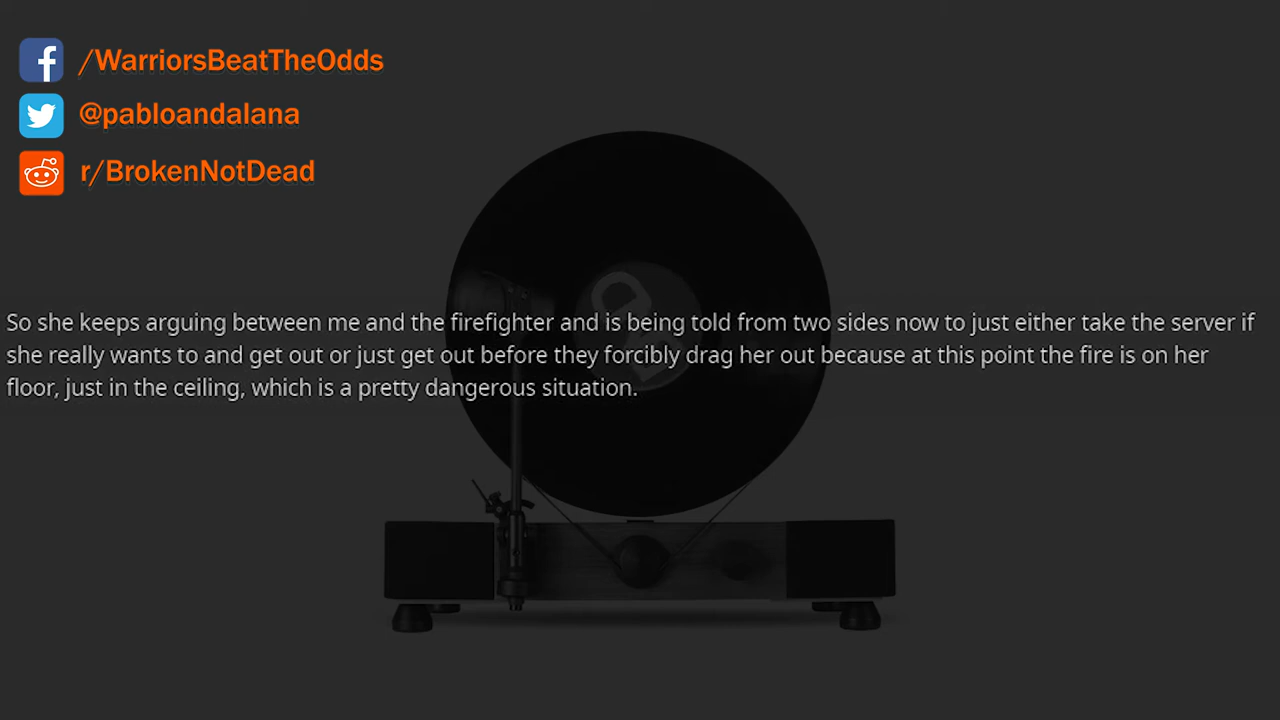 /WarriorsBeatTheOdds
@pabloandalana
r/BrokenNotDead
So she keeps arguing between me and the firefighter and is being told from two sides now to just either take the server if
she really wants to and get out or just get out before they forcibly drag her out because at this point the fire is on her
floor, just in the ceiling, which is a pretty dangerous situation.